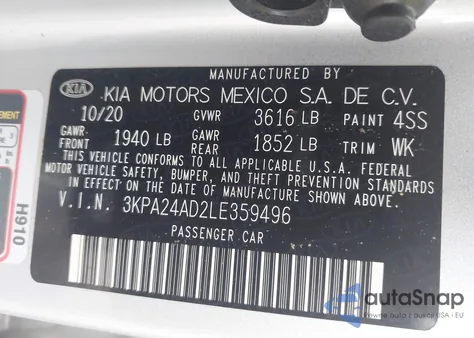 MANUFACTURED BY
KIA KIA MOTORS MEXICO S.A. DE C.V.
10/20 GVWR 3616 LB PAINT 4SS
GAWR FRONT 1940 LB GAWR REAR 1852 LB TRIM WK
THIS VEHICLE CONFORMS TO ALL APPLICABLE U.S.A. FEDERAL
MOTOR VEHICLE SAFETY, BUMPER, AND THEFT PREVENTION STANDARDS
IN EFFECT ON THE DATE OF MANUFACTURE SHOWN ABOVE.
V.I.N. 3KPA24AD2LE359496
PASSENGER CAR
H910
autoSnap